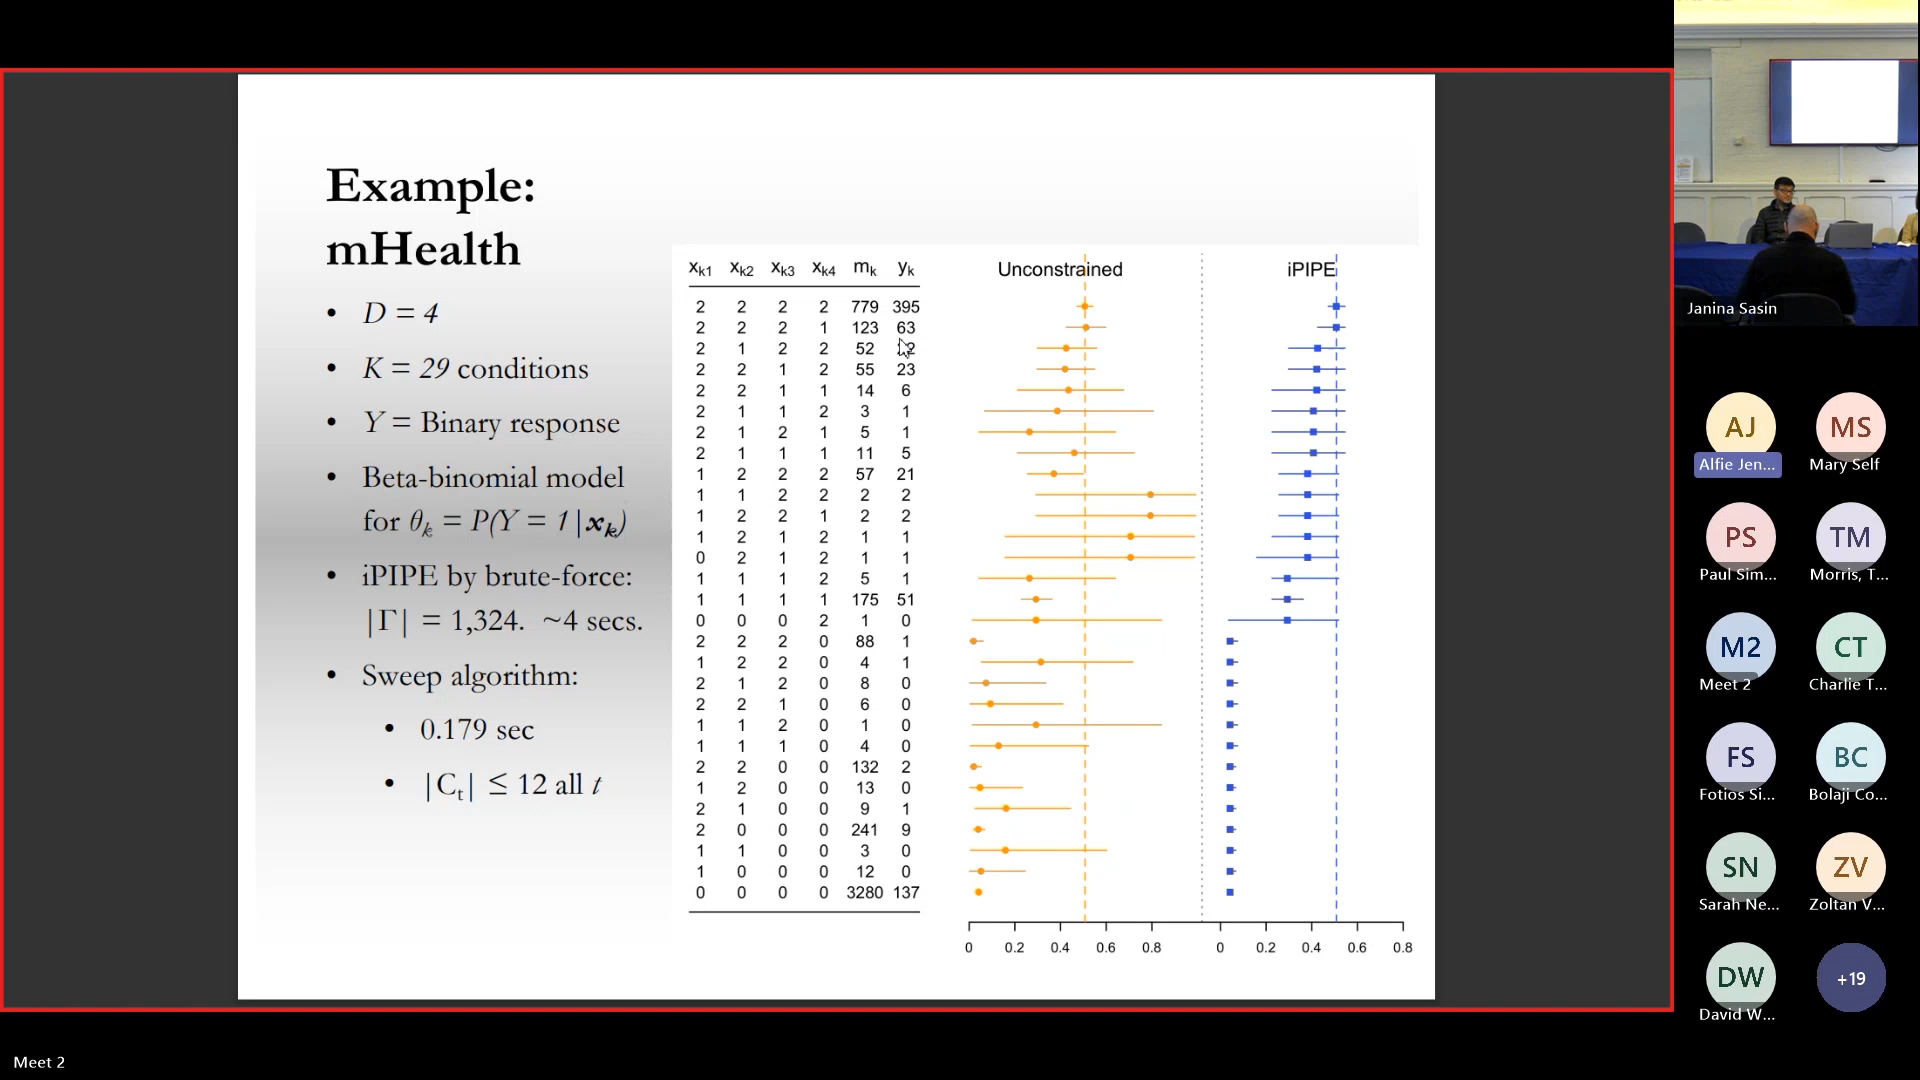 Example:
mHealth
• D = 4
• K = 29 conditions
• Y = Binary response
• Beta-binomial model
for θk = P(Y = 1|xk)
• iPIPE by brute-force:
|Γ| = 1,324. ~4 secs.
• Sweep algorithm:
• 0.179 sec
• |Ct| ≤ 12 all t
xk1 xk2 xk3 xk4 mk yk Unconstrained iPIPE
2 2 2 2 779 395
2 2 2 1 123 63
2 1 2 2 52
2 2 1 2 55 23
2 2 1 1 14 6
2 1 1 2 3 1
2 1 2 1 5 1
2 1 1 1 11 5
1 2 2 2 57 21
1 1 2 2 2 2
1 2 2 1 2 2
1 2 1 2 1 1
0 2 1 2 1 1
1 1 1 2 5 1
1 1 1 1 175 51
0 0 0 2 1 0
2 2 2 0 88 1
1 2 2 0 4 1
2 1 2 0 8 0
2 2 1 0 6 0
1 1 2 0 1 0
1 1 1 0 4 0
2 2 0 0 132 2
1 2 0 0 13 0
2 1 0 0 9 1
2 0 0 0 241 9
1 1 0 0 3 0
1 0 0 0 12 0
0 0 0 0 3280 137
0 0.2 0.4 0.6 0.8 0 0.2 0.4 0.6 0.8
Janina Sasin
AJ MS
Alfie Jen... Mary Self
PS TM
Paul Sim... Morris, T...
M2 CT
Meet 2 Charlie T...
FS BC
Fotios Si... Bolaji Co...
SN ZV
Sarah Ne... Zoltan V...
DW +19
David W...
Meet 2